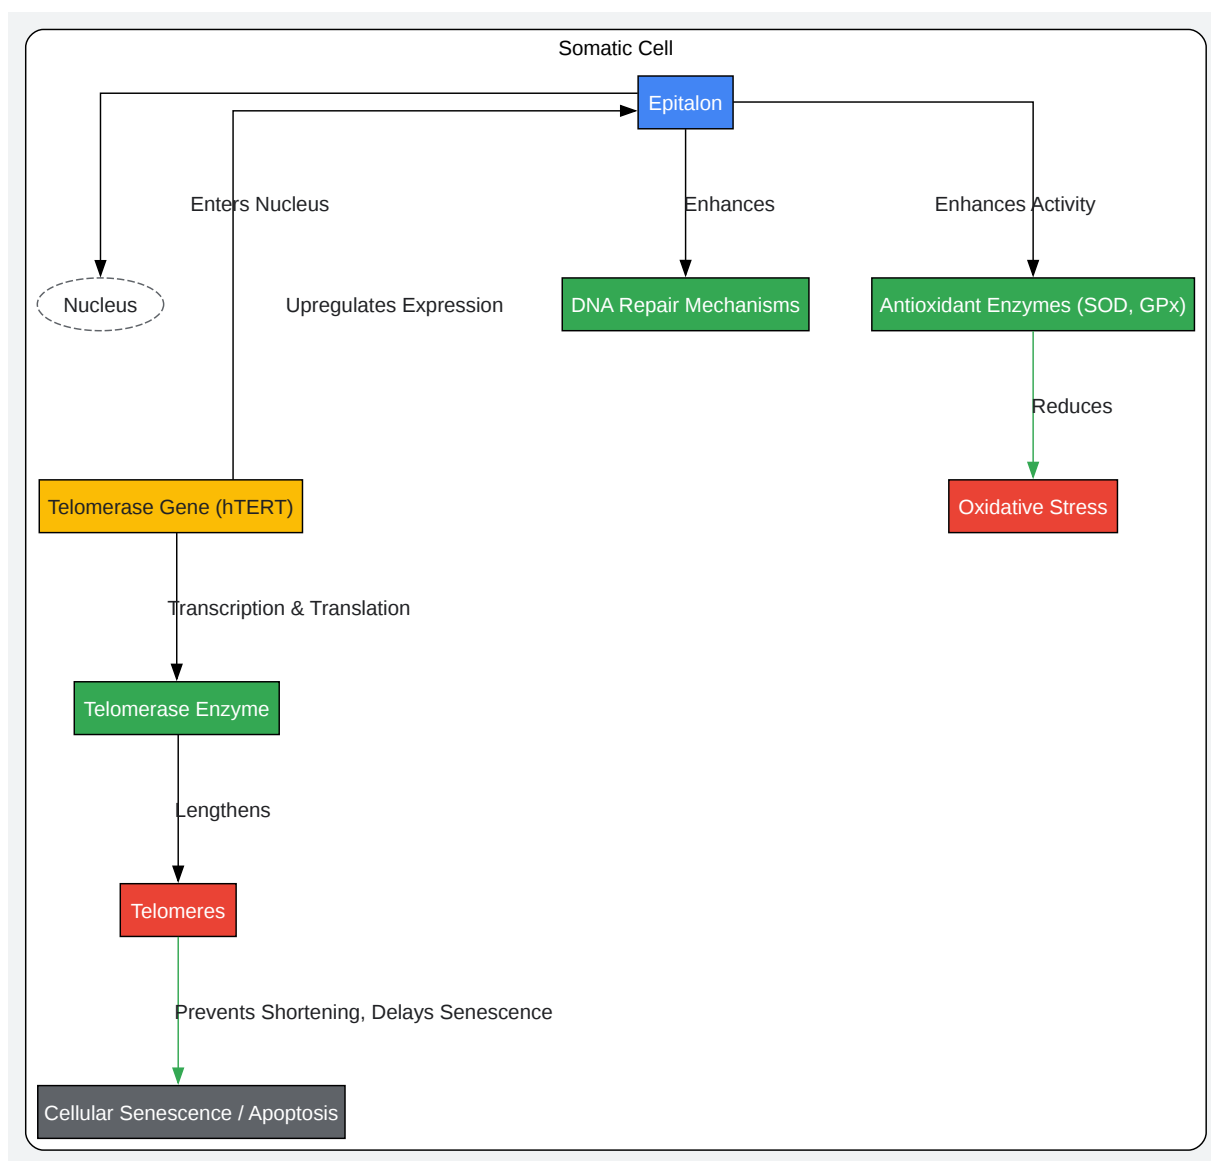 Somatic Cell
Epitalon
Enters Nucleus
Enhances
Enhances Activity
Nucleus
Upregulates Expression
DNA Repair Mechanisms
Antioxidant Enzymes (SOD, GPx)
Reduces
Telomerase Gene (hTERT)
Oxidative Stress
Transcription & Translation
Telomerase Enzyme
Lengthens
Telomeres
Prevents Shortening, Delays Senescence
Cellular Senescence / Apoptosis